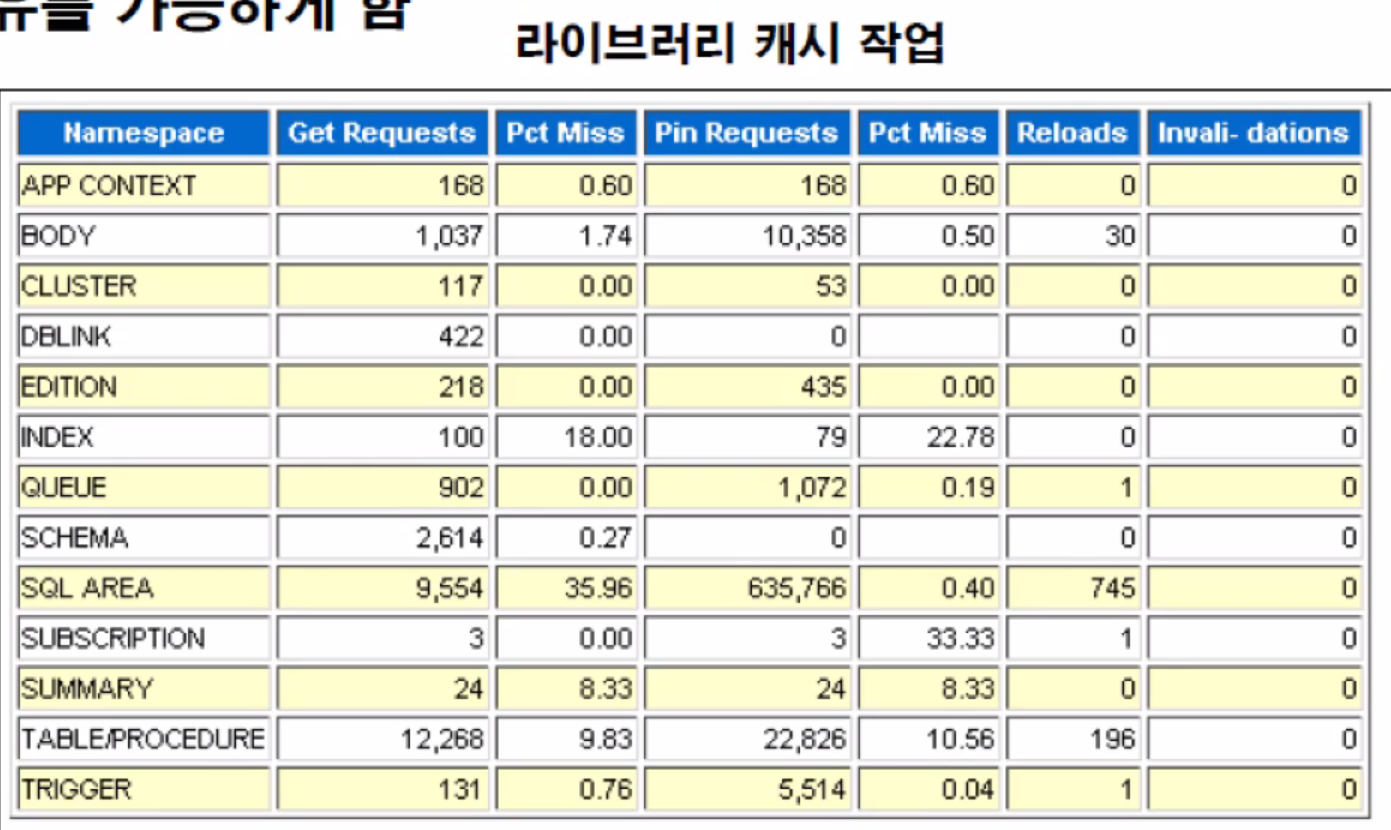 유를 가능하게 함
라이브러리 캐시 작업
Namespace Get Requests Pct Miss Pin Requests Pct Miss Reloads Invali- dations
APP CONTEXT 168 0.60 168 0.60 0 0
BODY 1,037 1.74 10,358 0.50 30 0
CLUSTER 117 0.00 53 0.00 0 0
DBLINK 422 0.00 0 0 0
EDITION 218 0.00 435 0.00 0 0
INDEX 100 18.00 79 22.78 0 0
QUEUE 902 0.00 1,072 0.19 1 0
SCHEMA 2,614 0.27 0 0 0
SQL AREA 9,554 35.96 635,766 0.40 745 0
SUBSCRIPTION 3 0.00 3 33.33 1 0
SUMMARY 24 8.33 24 8.33 0 0
TABLE/PROCEDURE 12,268 9.83 22,826 10.56 196 0
TRIGGER 131 0.76 5,514 0.04 1 0